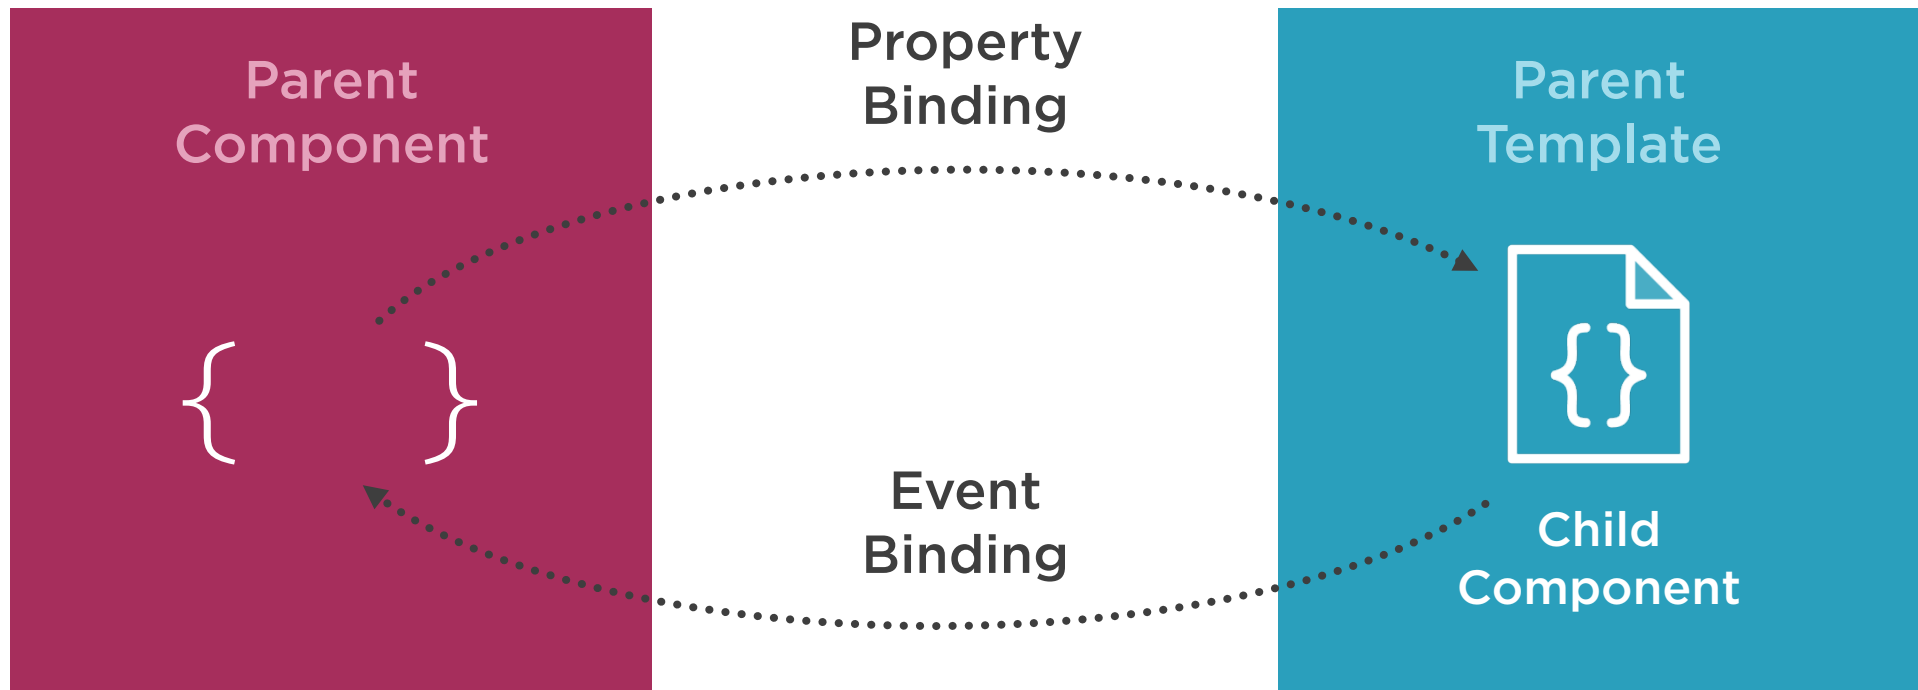 Parent
Component
{ }
Property
Binding
Event
Binding
Parent
Template
{}
Child
Component